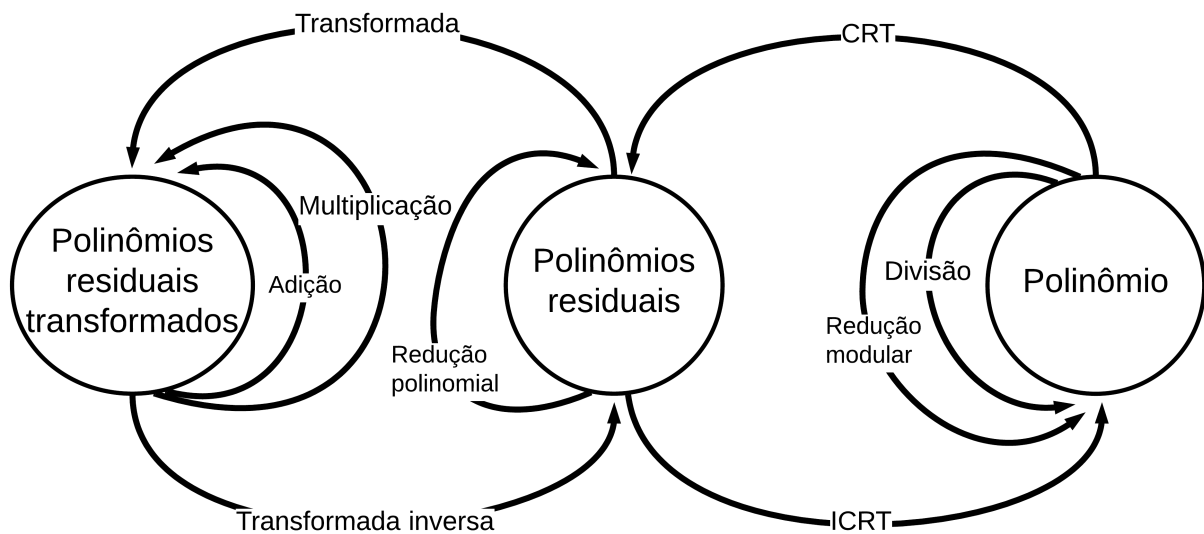 Transformada
CRT
Multiplicação
Polinômios
residuais
transformados
Adição
Polinômios
residuais
Divisão
Polinômio
Redução
modular
Redução
polinomial
Transformada inversa
ICRT